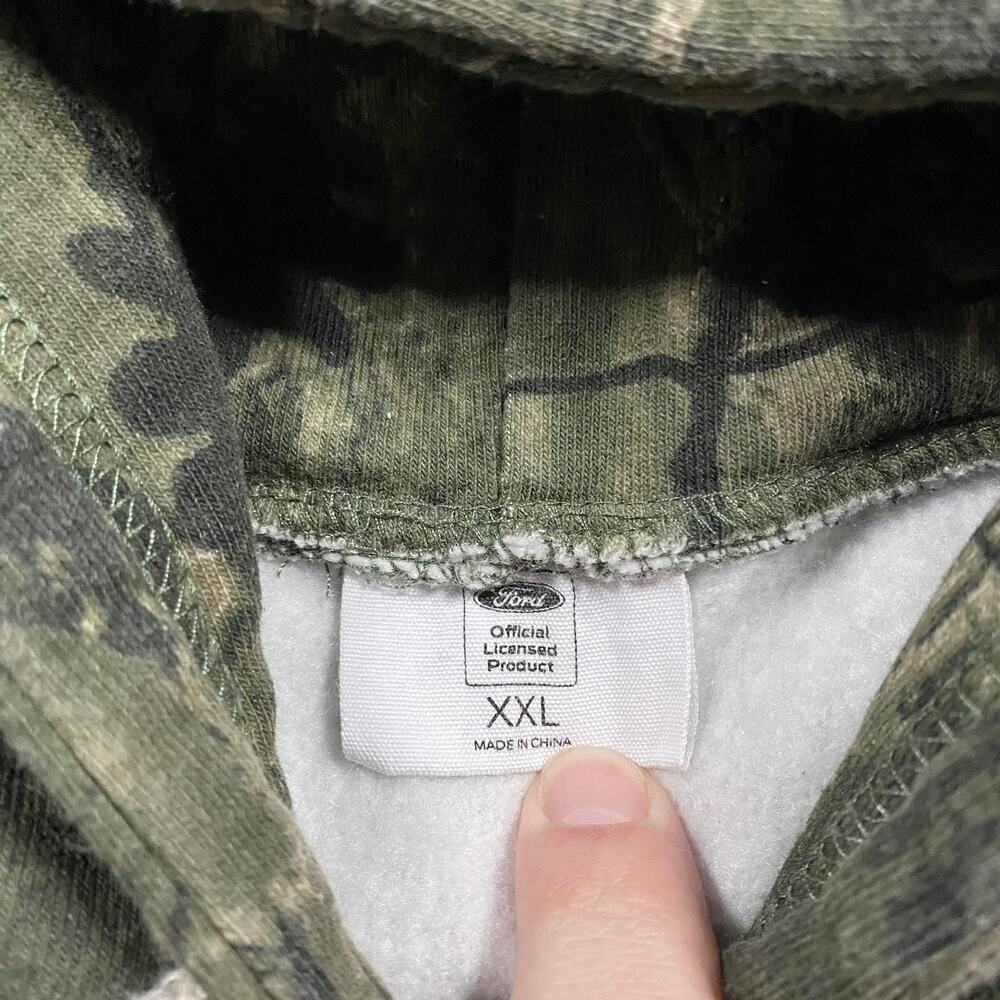 Ford
Official
Licensed
Product
XXL
MADE IN CHINA